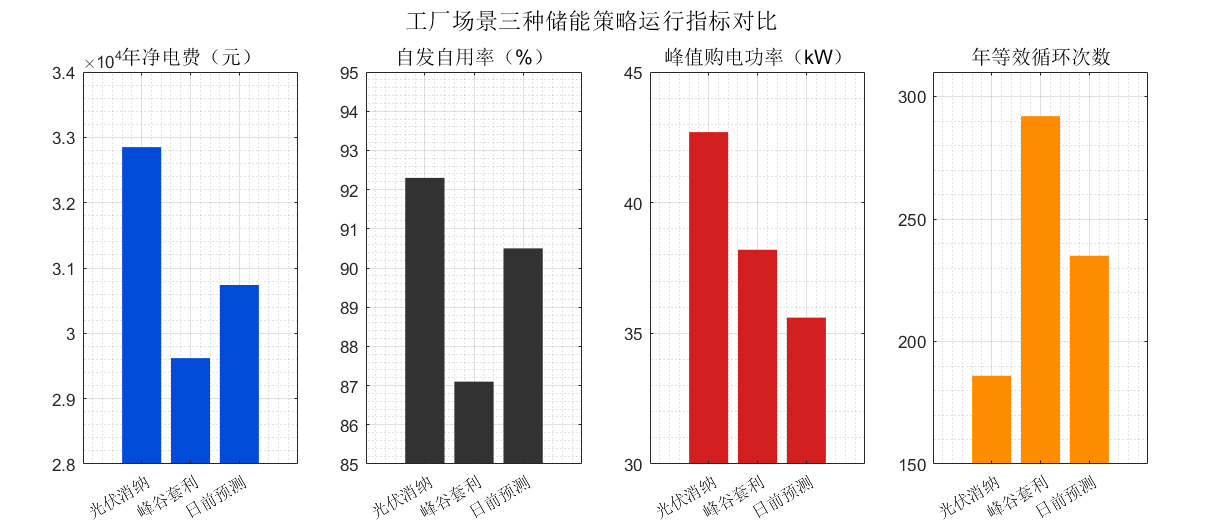 工厂场景三种储能策略运行指标对比
×10⁴年净电费（元）
3.4
3.3
3.2
3.1
3
2.9
2.8
光伏消纳
峰谷套利
日前预测
自发自用率（%）
95
94
93
92
91
90
89
88
87
86
85
光伏消纳
峰谷套利
日前预测
峰值购电功率（kW）
45
40
35
30
光伏消纳
峰谷套利
日前预测
年等效循环次数
300
250
200
150
光伏消纳
峰谷套利
日前预测